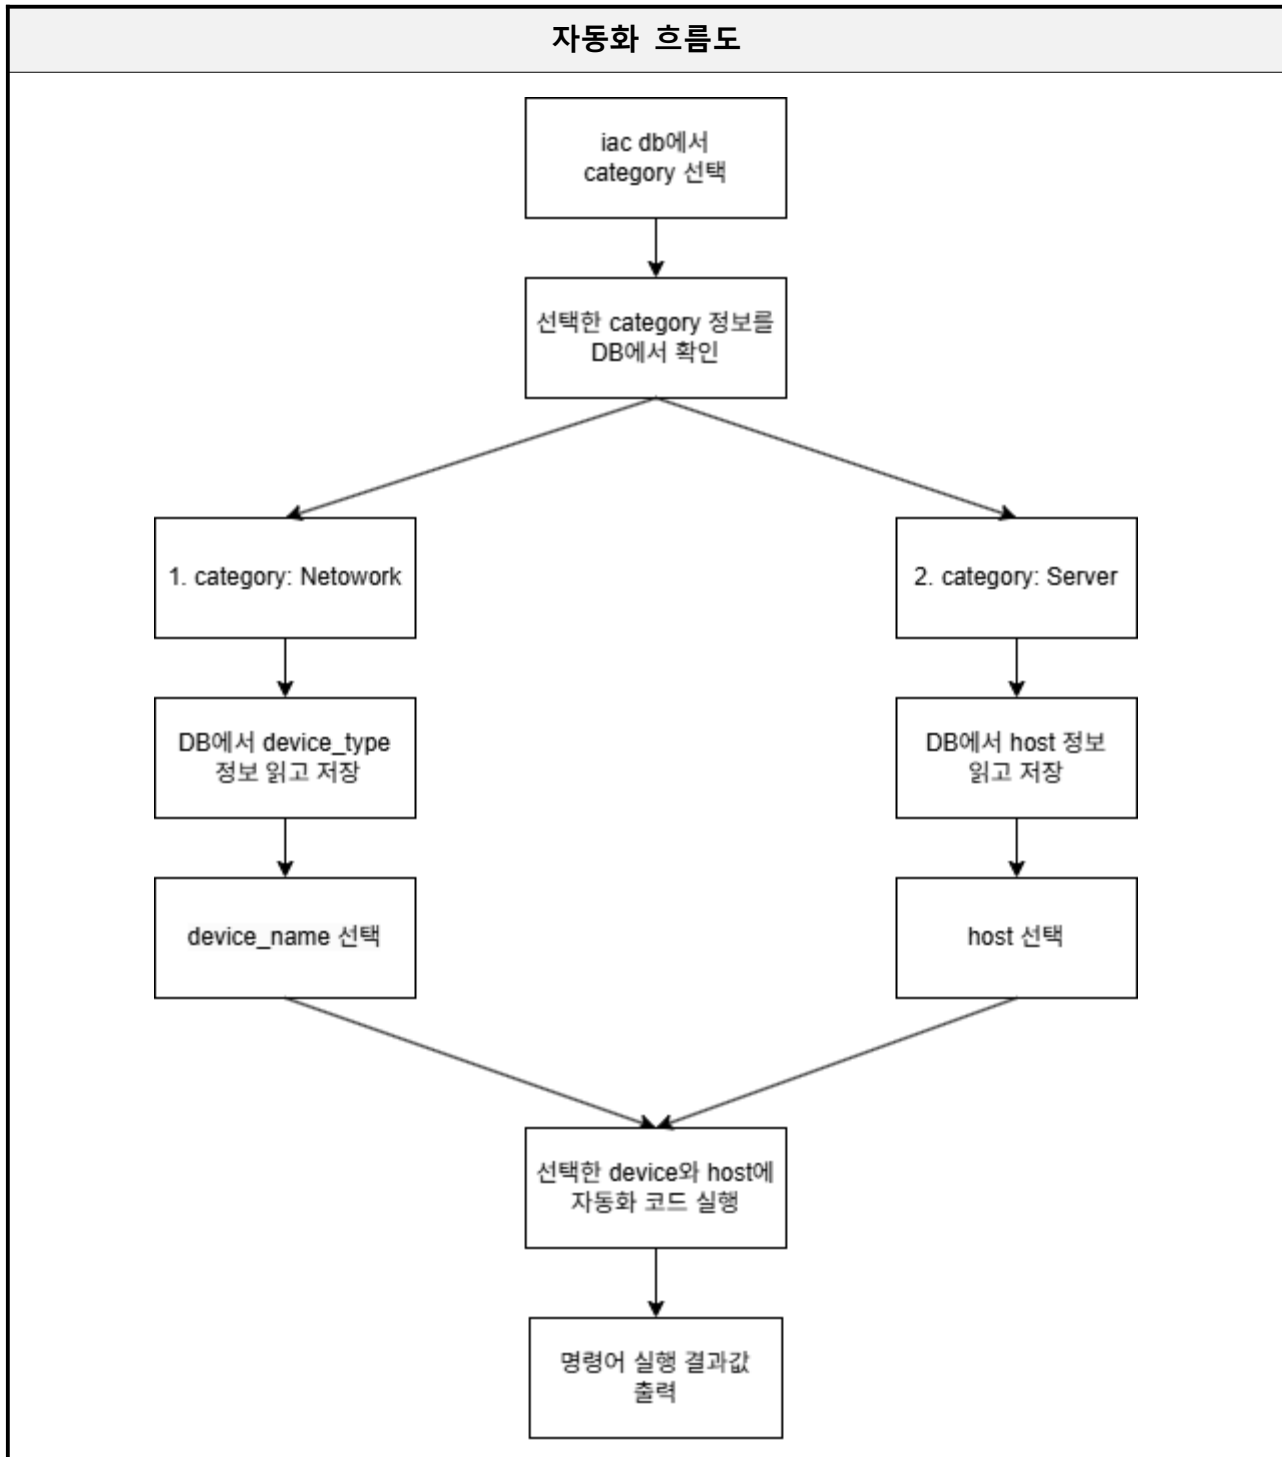 자동화 흐름도
iac db에서
category 선택
선택한 category 정보를
DB에서 확인
1. category: Netowork
2. category: Server
DB에서 device_type
정보 읽고 저장
DB에서 host 정보
읽고 저장
device_name 선택
host 선택
선택한 device와 host에
자동화 코드 실행
명령어 실행 결과값
출력